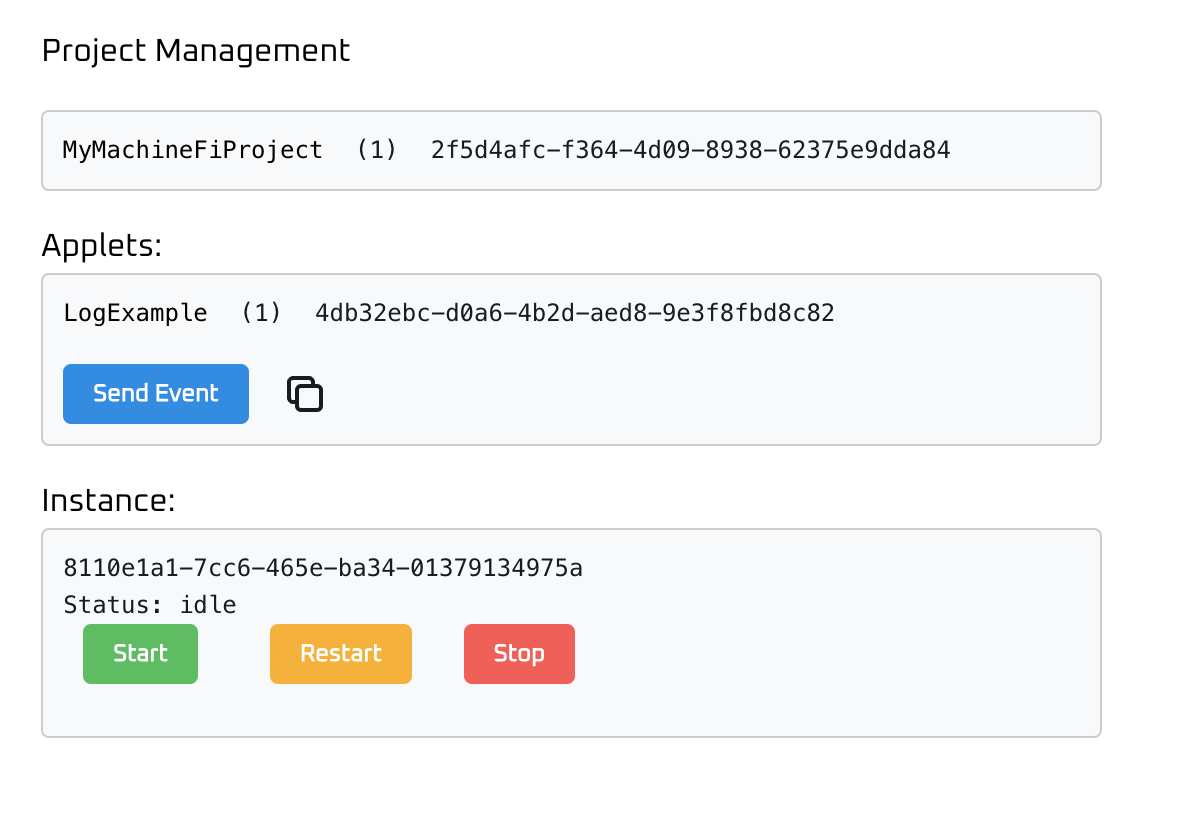 Project Management
MyMachineFiProject (1) 2f5d4afc-f364-4d09-8938-62375e9dda84
Applets:
LogExample (1) 4db32ebc-d0a6-4b2d-aed8-9e3f8fbd8c82
Send Event
Instance:
8110e1a1-7cc6-465e-ba34-01379134975a
Status: idle
Start Restart Stop